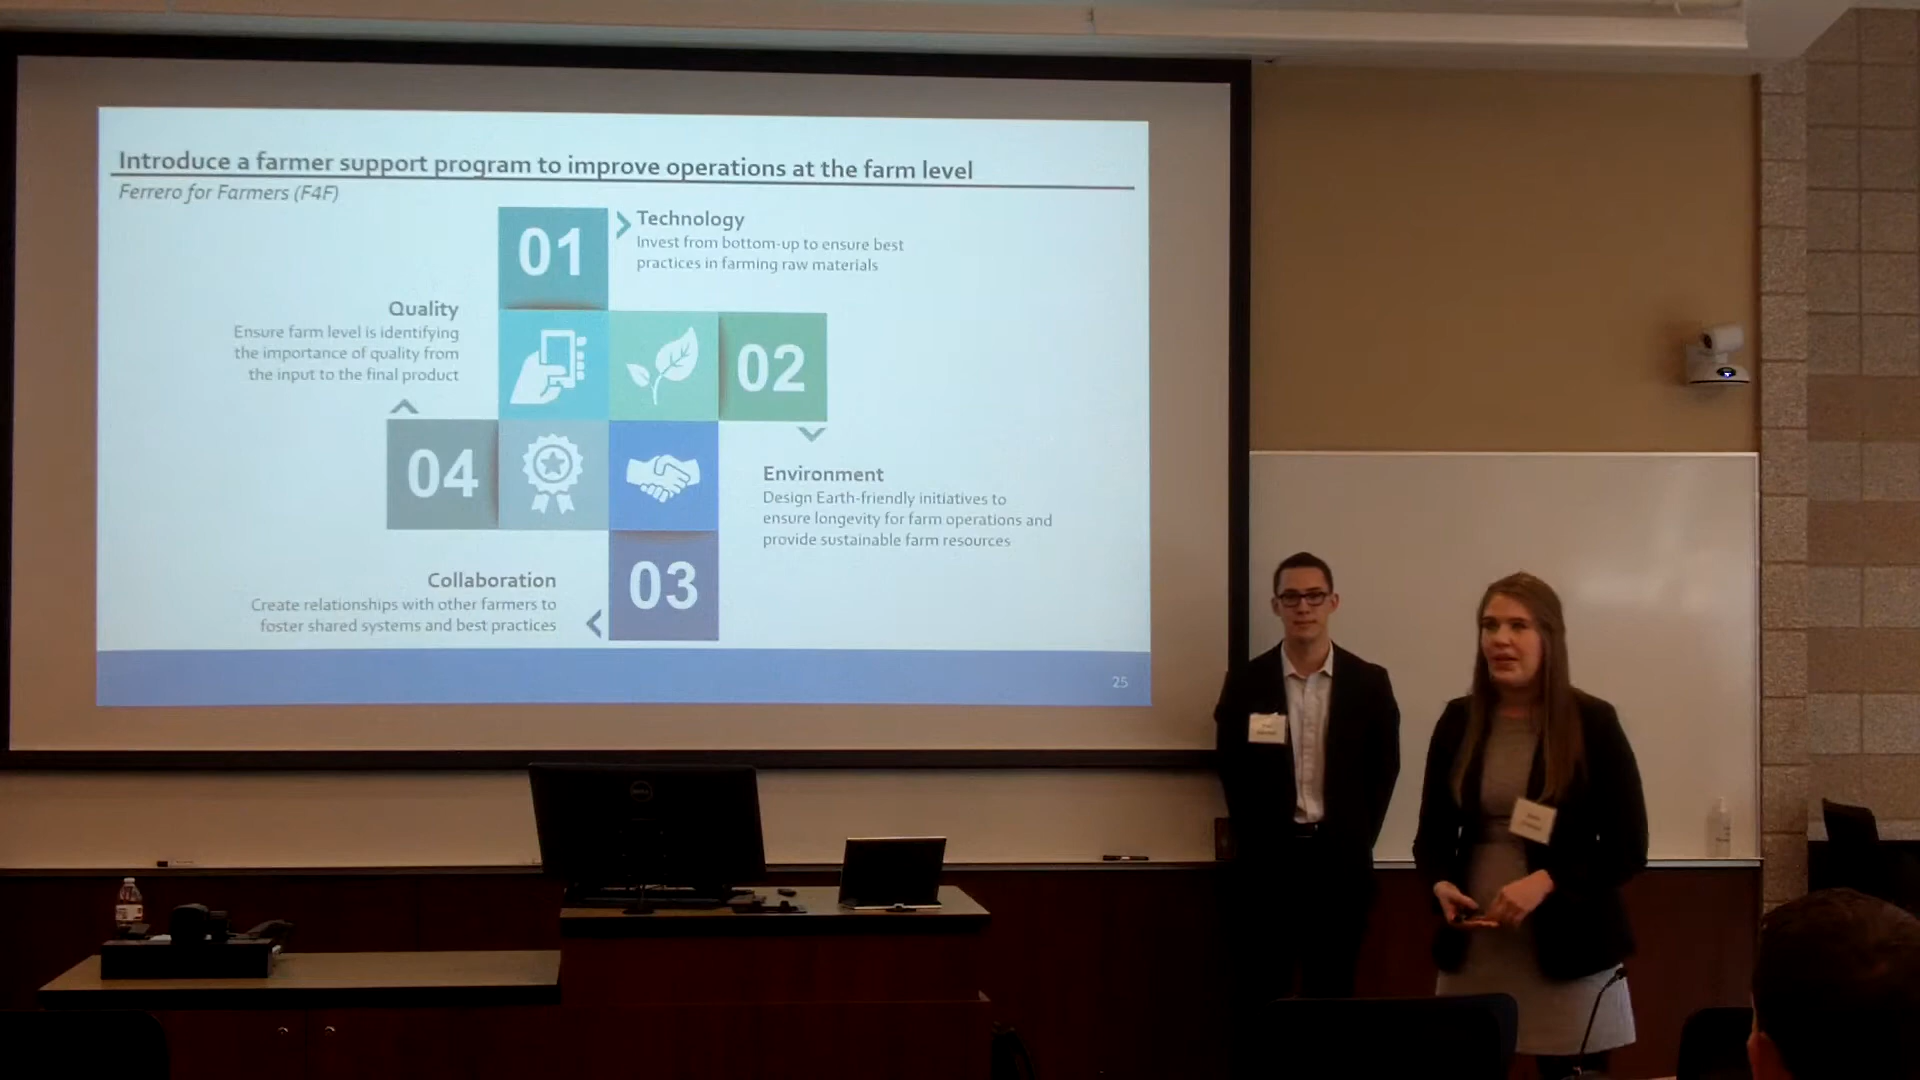 Introduce a farmer support program to improve operations at the farm level
Ferrero for Farmers (F4F)
01
Technology
Invest from bottom-up to ensure best
practices in farming raw materials
Quality
Ensure farm level is identifying
the importance of quality from
the input to the final product
02
04
Environment
Design Earth-friendly initiatives to
ensure longevity for farm operations and
provide sustainable farm resources
Collaboration
Create relationships with other farmers to
foster shared systems and best practices
03
25
DELL